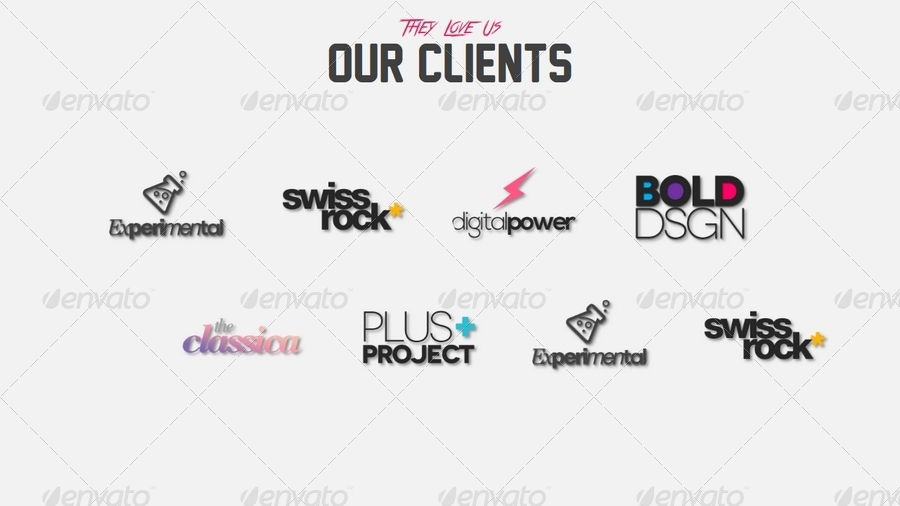 They Love Us
OUR CLIENTS
envato envato envato envato envato
Experimental
swiss
rock*
digitalpower
BOLD
DSGN
envato envato envato envato envato
the
classica
PLUS+
PROJECT
Experimental
swiss
rock*
envato envato envato envato envato